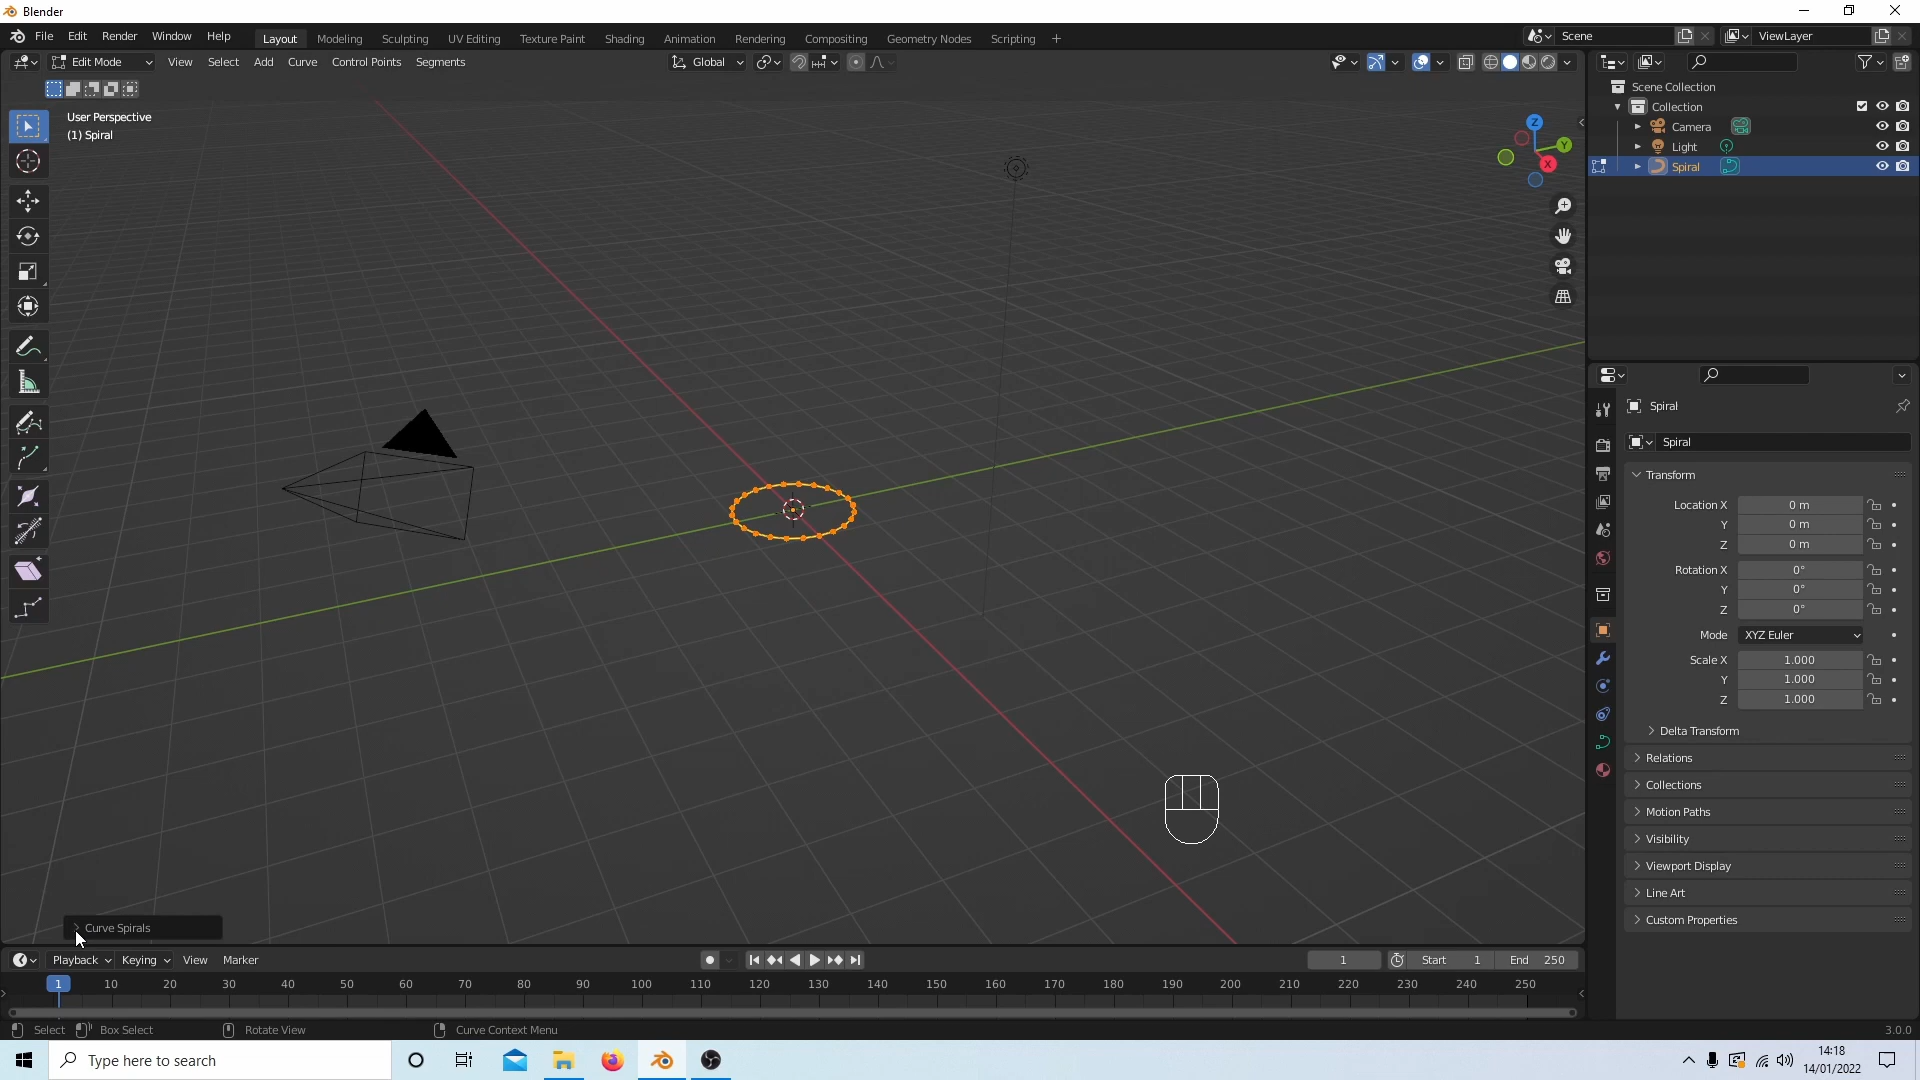 Blender
File Edit Render Window Help Layout Modeling Sculpting UV Editing Texture Paint Shading Animation Rendering Compositing Geometry Nodes Scripting + Scene ViewLayer
Edit Mode View Select Add Curve Control Points Segments Global
User Perspective
(1) Spiral
Z
Y
X
Scene Collection
Collection
Camera
Light
Spiral
Spiral
Spiral
Transform
Location X 0 m
Y 0 m
Z 0 m
Rotation X 0°
Y 0°
Z 0°
Mode XYZ Euler
Scale X 1.000
Y 1.000
Z 1.000
Delta Transform
Relations
Collections
Motion Paths
Visibility
Viewport Display
Line Art
Custom Properties
Curve Spirals
Playback Keying View Marker 1 Start 1 End 250
1 10 20 30 40 50 60 70 80 90 100 110 120 130 140 150 160 170 180 190 200 210 220 230 240 250
Select Box Select Rotate View Curve Context Menu 3.0.0
Type here to search
14:18
14/01/2022